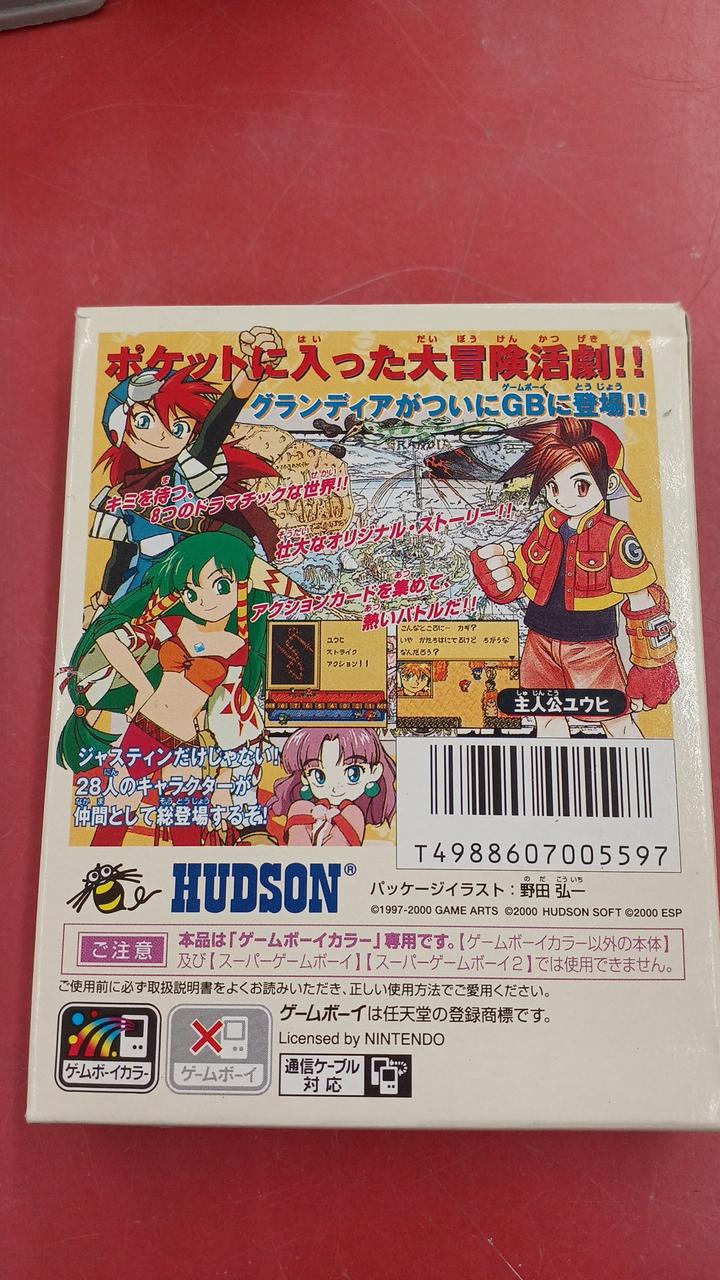 ポケットに入った大冒険活劇!!
グランディアがついにGBに登場!!
キミを待つ、
8つのドラマチックな世界!!
壮大なオリジナル・ストーリー!!
アクションカードを集めて、
熱いバトルだ!!
ユウヒ
ストライク
アクション!!
こんなところに… カギ?
いや かたちはにてるけど ちがうな
なんだろう?
主人公ユウヒ
ジャスティンだけじゃない!
28人のキャラクターが、
仲間として総登場するぞ!
T4988607005597
HUDSON®
パッケージイラスト:野田 弘一
©1997-2000 GAME ARTS ©2000 HUDSON SOFT ©2000 ESP
ご注意
本品は「ゲームボーイカラー」専用です。【ゲームボーイカラー以外の本体】
及び【スーパーゲームボーイ】【スーパーゲームボーイ2】では使用できません。
ご使用前に必ず取扱説明書をよくお読みいただき、正しい使用方法でご愛用ください。
ゲームボーイは任天堂の登録商標です。
Licensed by NINTENDO
ゲームボーイカラー
ゲームボーイ
通信ケーブル
対応